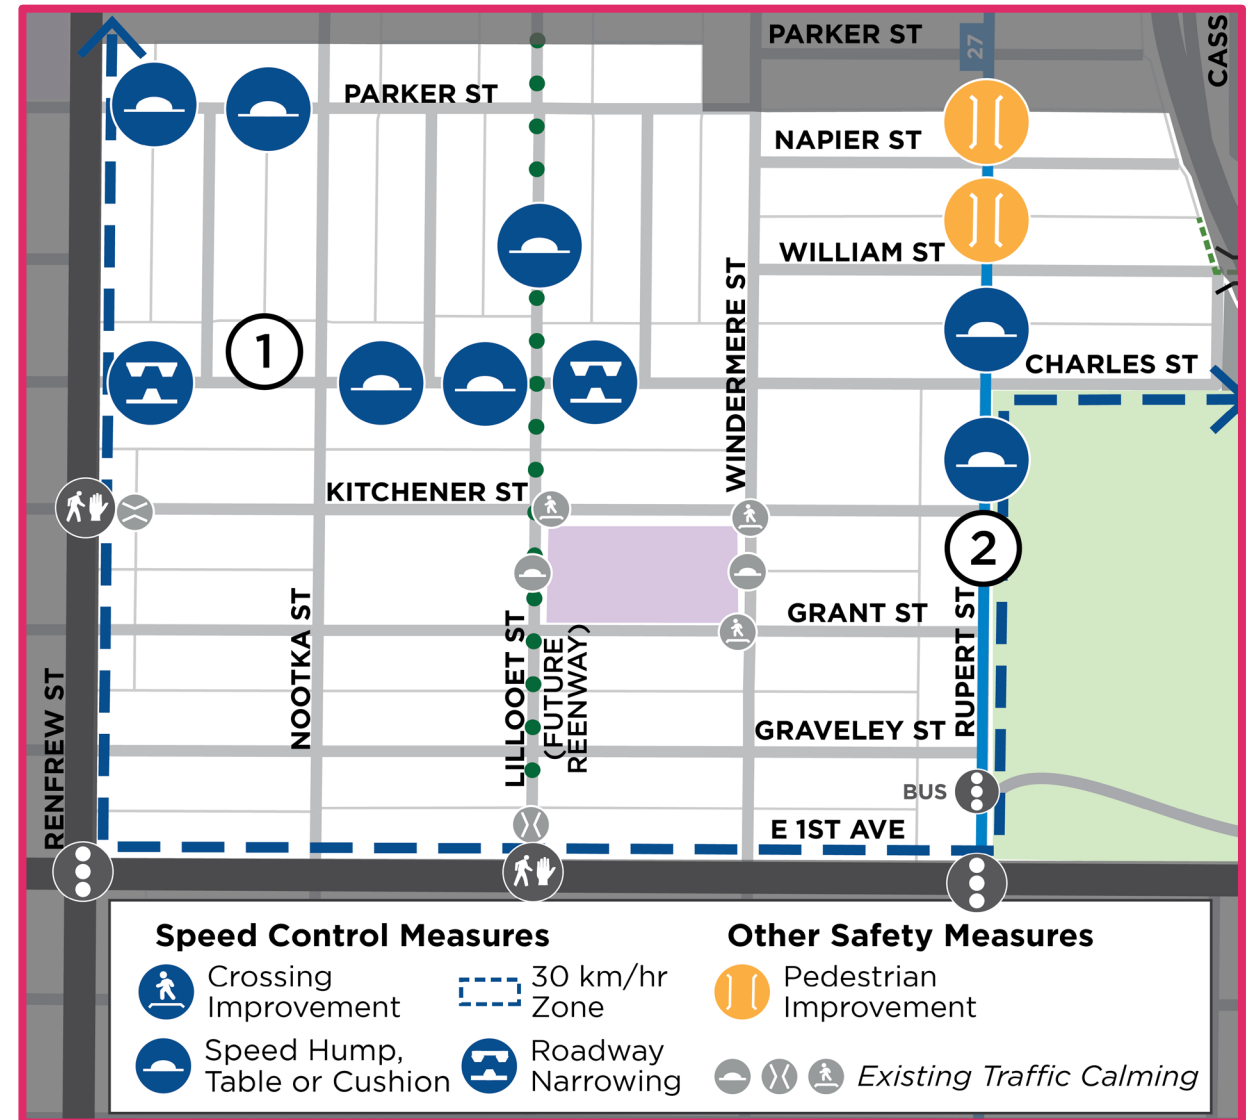 PARKER ST
CASS
27
PARKER ST
NAPIER ST
WILLIAM ST
WINDERMERE ST
1
CHARLES ST
KITCHENER ST
2
NOOTKA ST
GRANT ST
LILLOOET ST
(FUTURE
REENWAY)
RUPERT ST
RENFREW ST
GRAVELEY ST
BUS
E 1ST AVE
Speed Control Measures
Crossing
Improvement
30 km/hr
Zone
Speed Hump,
Table or Cushion
Roadway
Narrowing
Other Safety Measures
Pedestrian
Improvement
Existing Traffic Calming